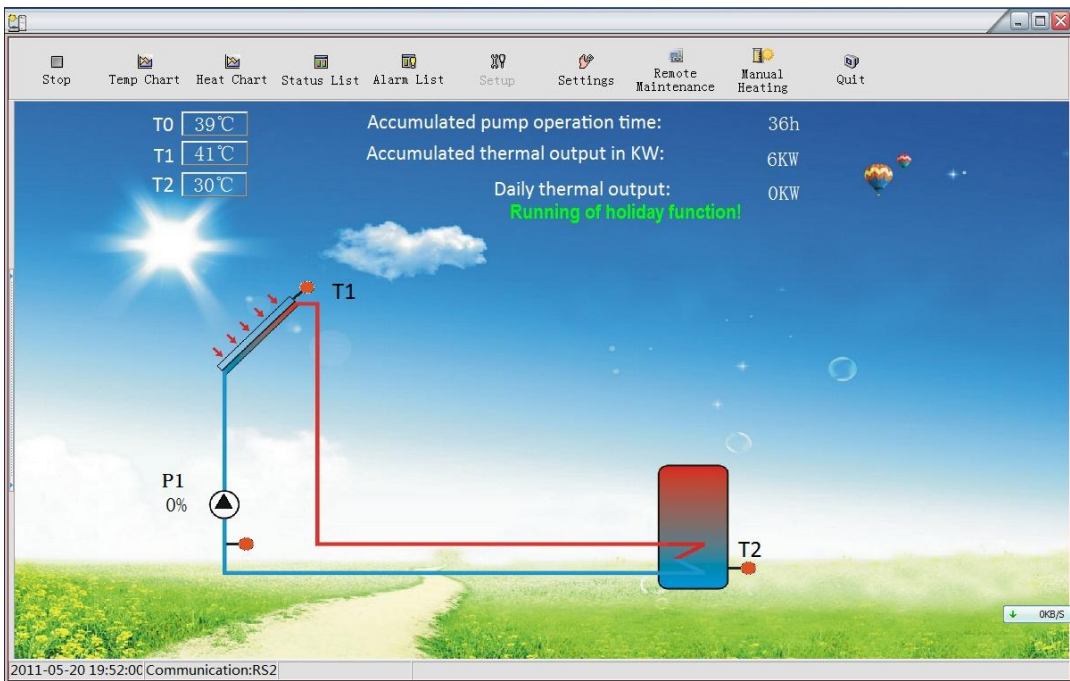 Stop Temp Chart Heat Chart Status List Alarm List Setup Settings Remote Maintenance Manual Heating Quit
T0 39℃
T1 41℃
T2 30℃
Accumulated pump operation time: 36h
Accumulated thermal output in KW: 6KW
Daily thermal output: 0KW
Running of holiday function!
T1
P1
0%
T2
0KB/S
2011-05-20 19:52:00 Communication:RS2